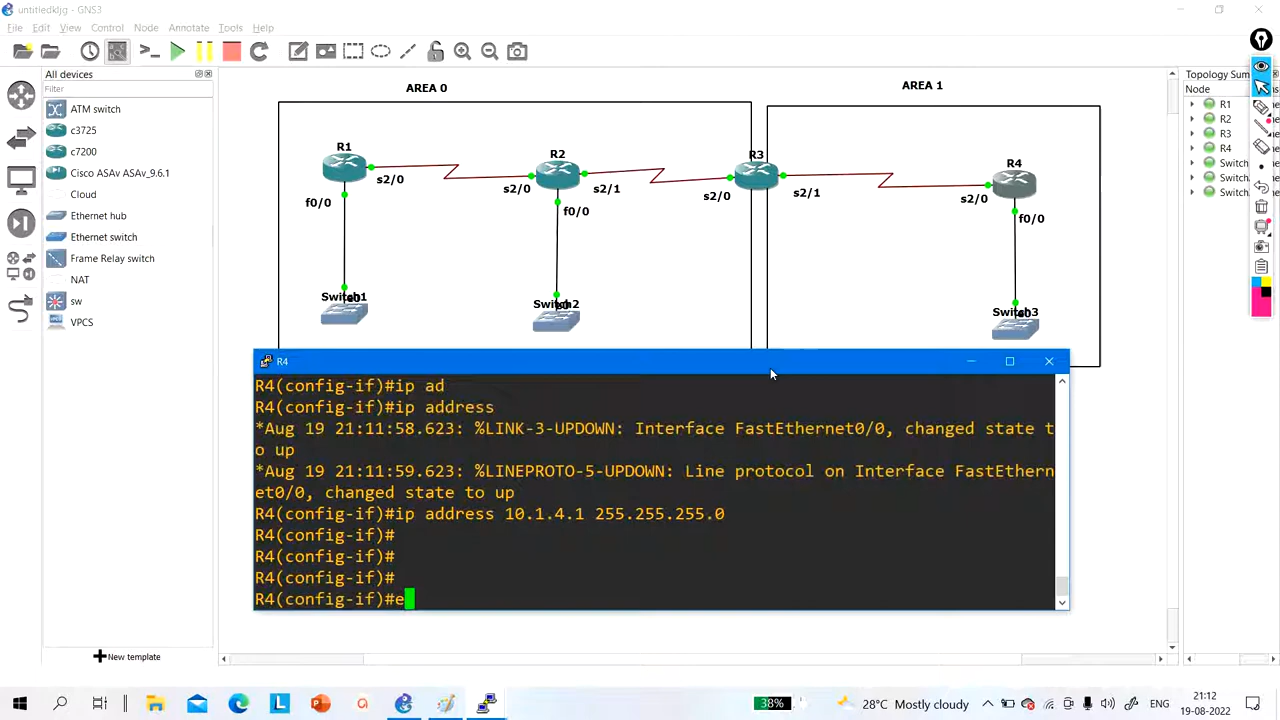 untitledkljg - GNS3
File Edit View Control Node Annotate Tools Help
All devices
Filter
ATM switch
c3725
c7200
Cisco ASAv ASAv_9.6.1
Cloud
Ethernet hub
Ethernet switch
Frame Relay switch
NAT
sw
VPCS
New template
AREA 0
AREA 1
R1
R2
R3
R4
s2/0
s2/0
s2/1
s2/0
s2/1
s2/0
f0/0
f0/0
f0/0
Switch1
Switch2
Switch3
Topology Sum
Node
R1
R2
R3
R4
Switch
Switch
Switch
R4
R4(config-if)#ip ad
R4(config-if)#ip address
*Aug 19 21:11:58.623: %LINK-3-UPDOWN: Interface FastEthernet0/0, changed state t
o up
*Aug 19 21:11:59.623: %LINEPROTO-5-UPDOWN: Line protocol on Interface FastEthern
et0/0, changed state to up
R4(config-if)#ip address 10.1.4.1 255.255.255.0
R4(config-if)#
R4(config-if)#
R4(config-if)#
R4(config-if)#e
38%
28°C Mostly cloudy
ENG
21:12
19-08-2022